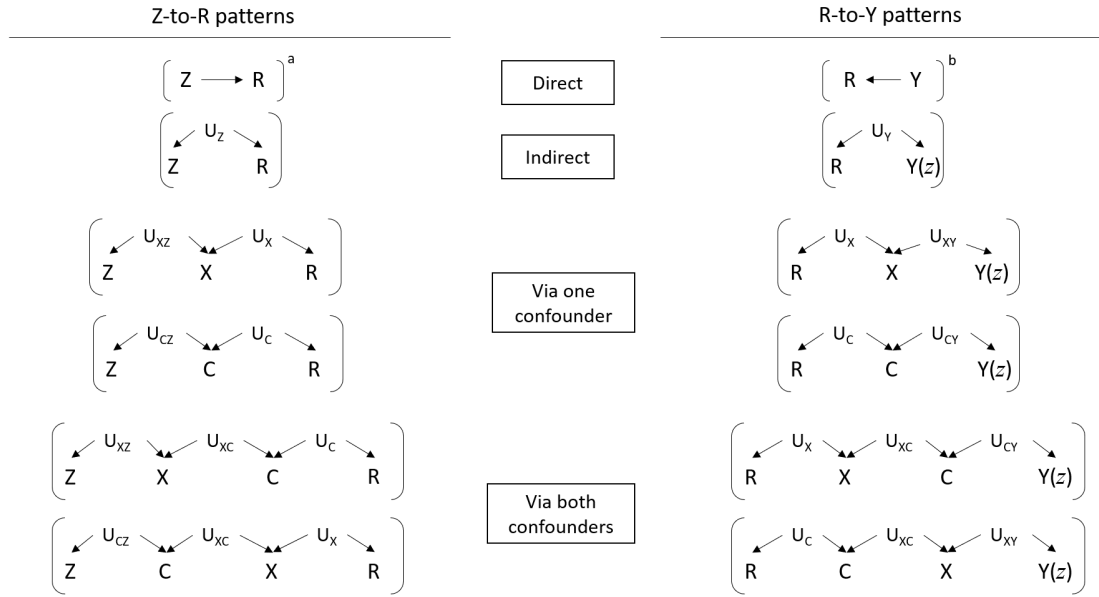 Z-to-R patterns
R-to-Y patterns
Z R a
Direct
R Y b
U_Z
Z R
Indirect
U_Y
R Y(z)
U_XZ U_X
Z X R
U_X U_XY
R X Y(z)
Via one
confounder
U_CZ U_C
Z C R
U_C U_CY
R C Y(z)
U_XZ U_XC U_C
Z X C R
U_X U_XC U_CY
R X C Y(z)
Via both
confounders
U_CZ U_XC U_X
Z C X R
U_C U_XC U_XY
R C X Y(z)